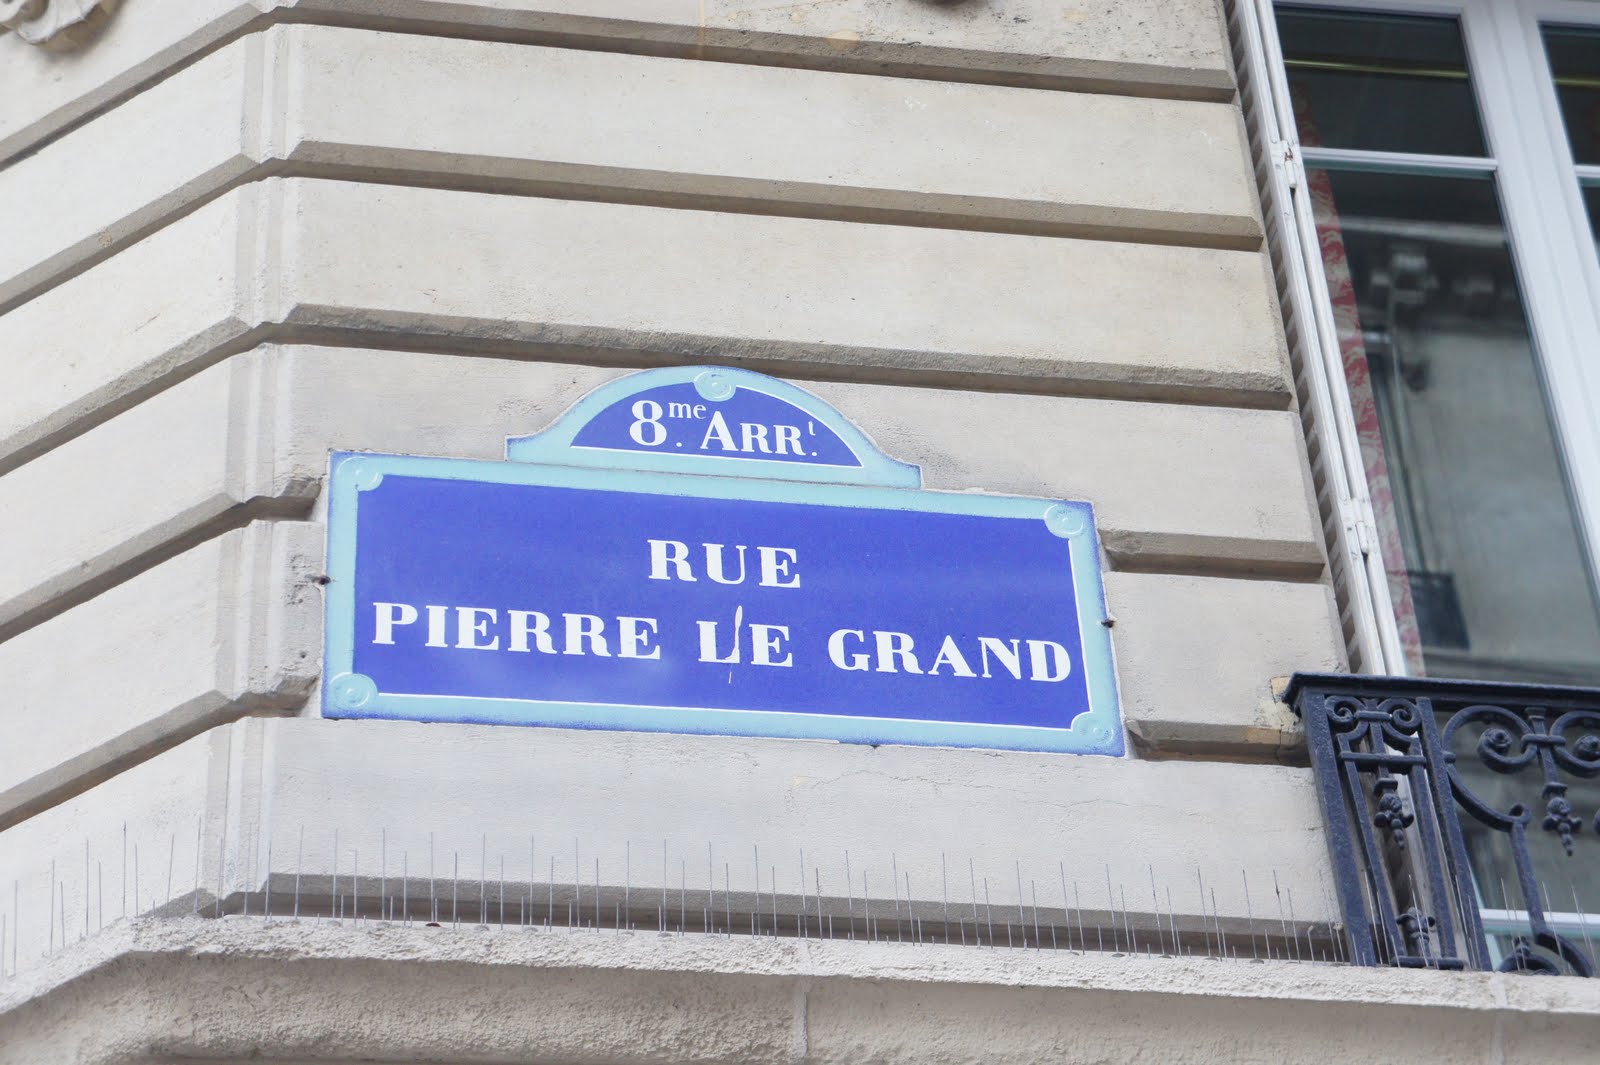 8me. ARRt.
RUE
PIERRE LE GRAND